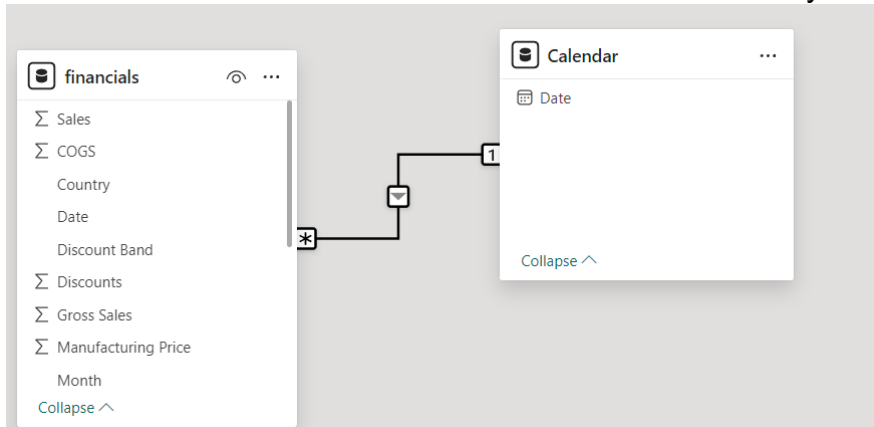 financials
Sales
COGS
Country
Date
Discount Band
Discounts
Gross Sales
Manufacturing Price
Month
Collapse
*
1
Calendar
Date
Collapse